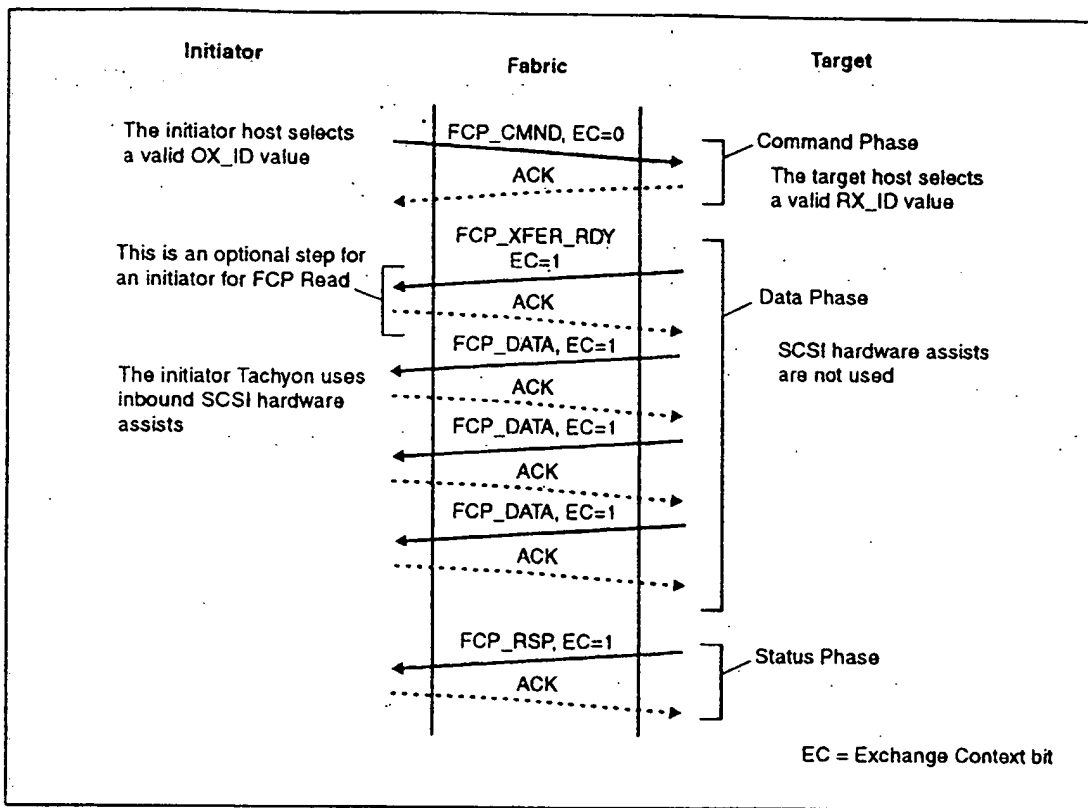 Initiator
Fabric
Target
The initiator host selects
a valid OX_ID value
FCP_CMND, EC=0
ACK
Command Phase
The target host selects
a valid RX_ID value
This is an optional step for
an initiator for FCP Read
FCP_XFER_RDY
EC=1
ACK
Data Phase
FCP_DATA, EC=1
SCSI hardware assists
are not used
The initiator Tachyon uses
inbound SCSI hardware
assists
ACK
FCP_DATA, EC=1
ACK
FCP_DATA, EC=1
ACK
FCP_RSP, EC=1
Status Phase
ACK
EC = Exchange Context bit